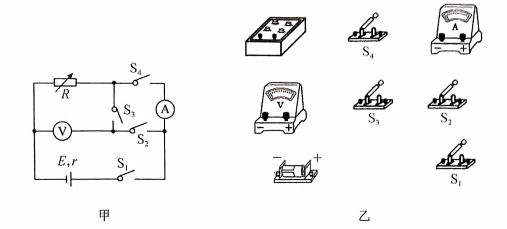 S₄
A
S₄
R
A
S₃
V
S₂
V
− +
S₃
S₂
E,r
S₁
− +
S₁
甲
乙